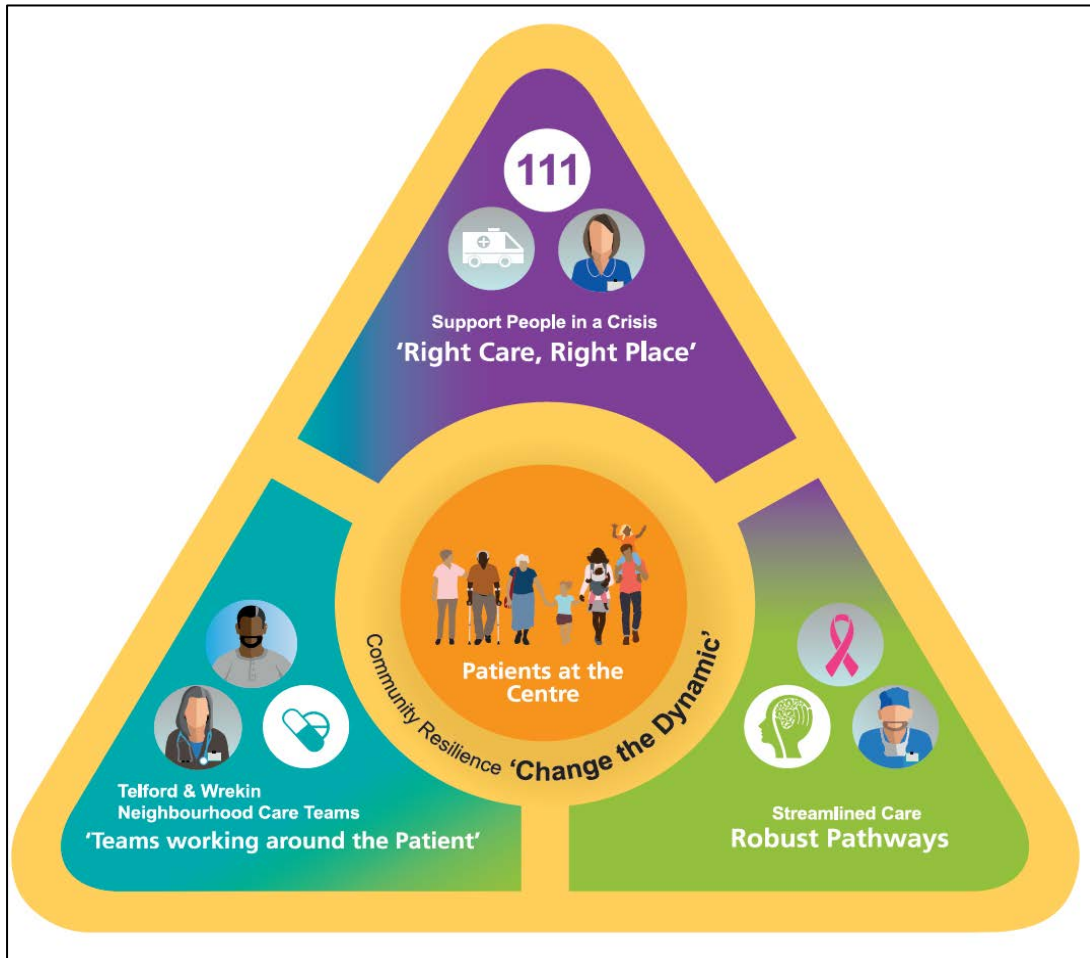 111
Support People in a Crisis
‘Right Care, Right Place’
Patients at the
Centre
Community Resilience ‘Change the Dynamic’
Telford & Wrekin
Neighbourhood Care Teams
‘Teams working around the Patient’
Streamlined Care
Robust Pathways